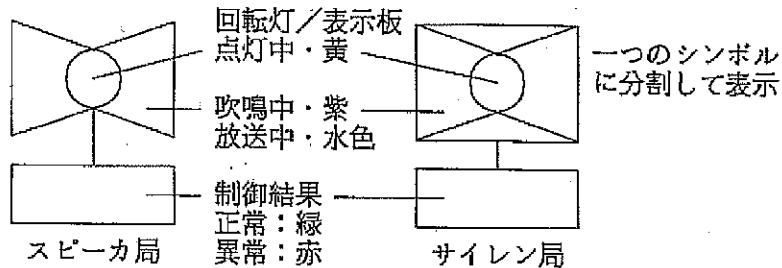 回転灯／表示板
点灯中・黄
吹鳴中・紫
放送中・水色
制御結果
正常：緑
異常：赤
一つのシンボル
に分割して表示
スピーカ局
サイレン局